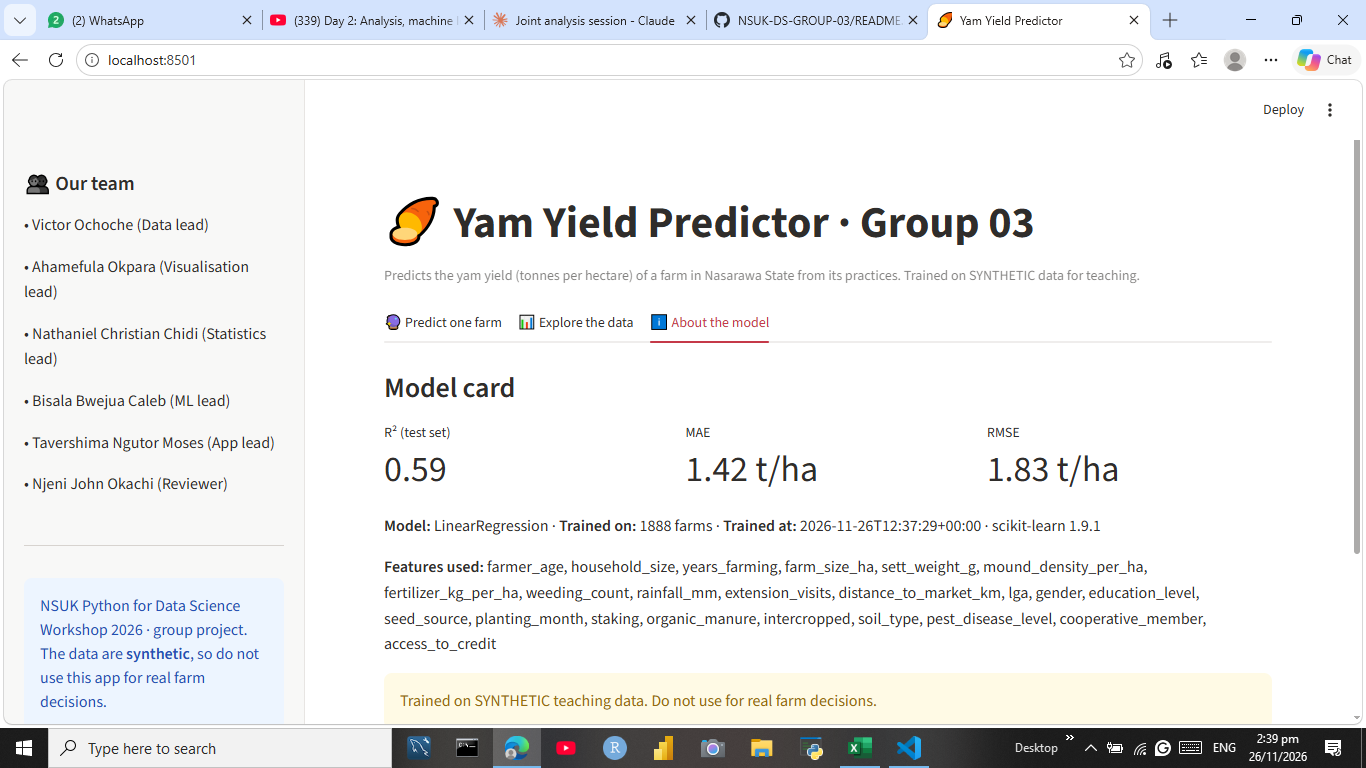 2
(2) WhatsApp
(339) Day 2: Analysis, machine l
Joint analysis session - Claude
NSUK-DS-GROUP-03/README.
Yam Yield Predictor
localhost:8501
Chat
Deploy
Our team
• Victor Ochoche (Data lead)
• Ahamefula Okpara (Visualisation
lead)
• Nathaniel Christian Chidi (Statistics
lead)
• Bisala Bwejua Caleb (ML lead)
• Tavershima Ngutor Moses (App lead)
• Njeni John Okachi (Reviewer)
NSUK Python for Data Science
Workshop 2026 · group project.
The data are synthetic, so do not
use this app for real farm
decisions.
Yam Yield Predictor · Group 03
Predicts the yam yield (tonnes per hectare) of a farm in Nasarawa State from its practices. Trained on SYNTHETIC data for teaching.
Predict one farm
Explore the data
About the model
Model card
R² (test set)
MAE
RMSE
0.59
1.42 t/ha
1.83 t/ha
Model: LinearRegression · Trained on: 1888 farms · Trained at: 2026-11-26T12:37:29+00:00 · scikit-learn 1.9.1
Features used: farmer_age, household_size, years_farming, farm_size_ha, sett_weight_g, mound_density_per_ha,
fertilizer_kg_per_ha, weeding_count, rainfall_mm, extension_visits, distance_to_market_km, lga, gender, education_level,
seed_source, planting_month, staking, organic_manure, intercropped, soil_type, pest_disease_level, cooperative_member,
access_to_credit
Trained on SYNTHETIC teaching data. Do not use for real farm decisions.
Type here to search
Desktop
ENG
2:39 pm
26/11/2026